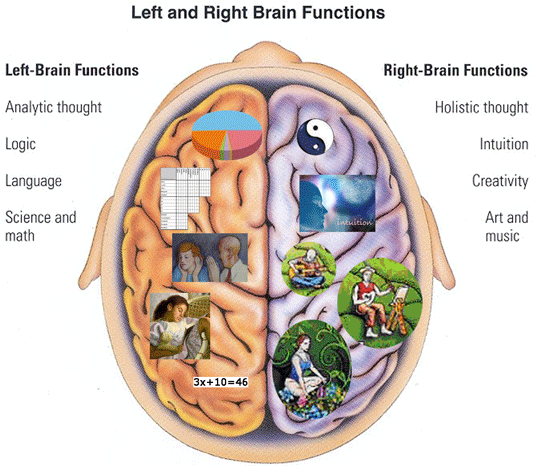 Left and Right Brain Functions
Left-Brain Functions
Analytic thought
Logic
Language
Science and
math
Right-Brain Functions
Holistic thought
Intuition
Creativity
Art and
music
intuition
3x+10=46